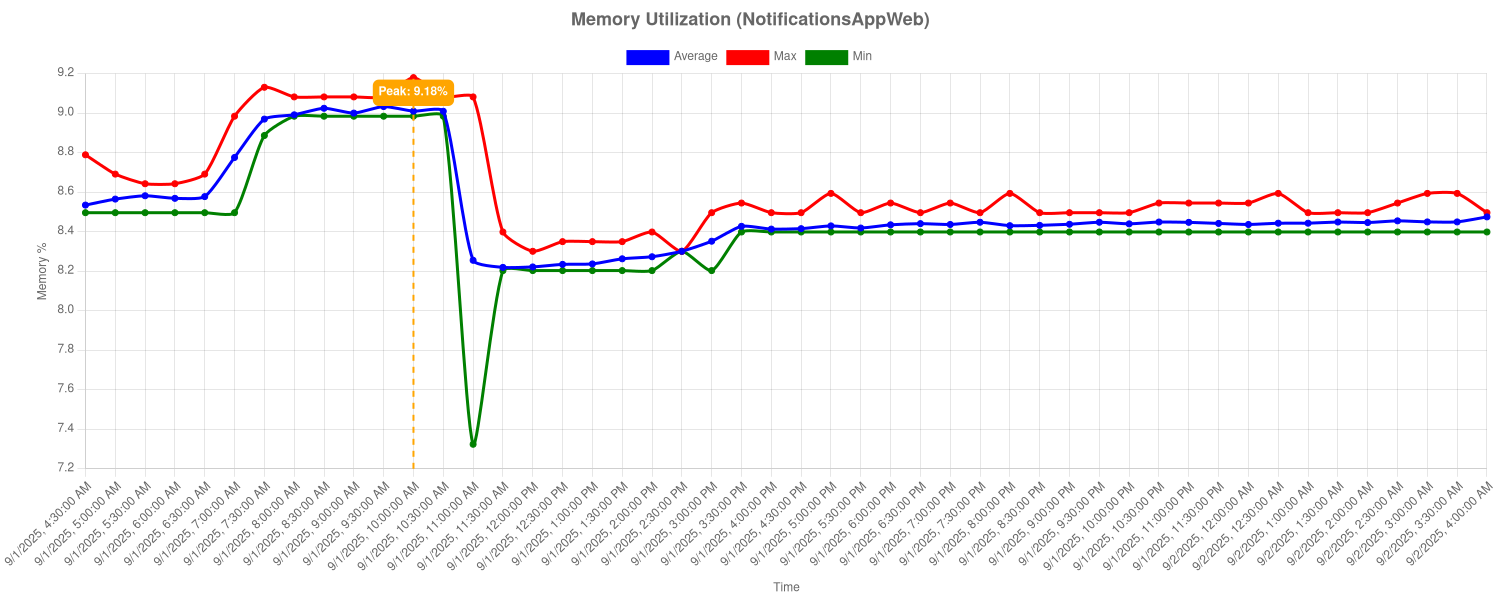 Memory Utilization (NotificationsAppWeb)
Average Max Min
Peak: 9.18%
9.2
9.0
8.8
8.6
8.4
8.2
8.0
7.8
7.6
7.4
7.2
Memory %
9/1/2025, 4:30:00 AM
9/1/2025, 5:00:00 AM
9/1/2025, 5:30:00 AM
9/1/2025, 6:00:00 AM
9/1/2025, 6:30:00 AM
9/1/2025, 7:00:00 AM
9/1/2025, 7:30:00 AM
9/1/2025, 8:00:00 AM
9/1/2025, 8:30:00 AM
9/1/2025, 9:00:00 AM
9/1/2025, 9:30:00 AM
9/1/2025, 10:00:00 AM
9/1/2025, 10:30:00 AM
9/1/2025, 11:00:00 AM
9/1/2025, 11:30:00 AM
9/1/2025, 12:00:00 PM
9/1/2025, 12:30:00 PM
9/1/2025, 1:00:00 PM
9/1/2025, 1:30:00 PM
9/1/2025, 2:00:00 PM
9/1/2025, 2:30:00 PM
9/1/2025, 3:00:00 PM
9/1/2025, 3:30:00 PM
9/1/2025, 4:00:00 PM
9/1/2025, 4:30:00 PM
9/1/2025, 5:00:00 PM
9/1/2025, 5:30:00 PM
9/1/2025, 6:00:00 PM
9/1/2025, 6:30:00 PM
9/1/2025, 7:00:00 PM
9/1/2025, 7:30:00 PM
9/1/2025, 8:00:00 PM
9/1/2025, 8:30:00 PM
9/1/2025, 9:00:00 PM
9/1/2025, 9:30:00 PM
9/1/2025, 10:00:00 PM
9/1/2025, 10:30:00 PM
9/1/2025, 11:00:00 PM
9/1/2025, 11:30:00 PM
9/2/2025, 12:00:00 AM
9/2/2025, 12:30:00 AM
9/2/2025, 1:00:00 AM
9/2/2025, 1:30:00 AM
9/2/2025, 2:00:00 AM
9/2/2025, 2:30:00 AM
9/2/2025, 3:00:00 AM
9/2/2025, 3:30:00 AM
9/2/2025, 4:00:00 AM
Time